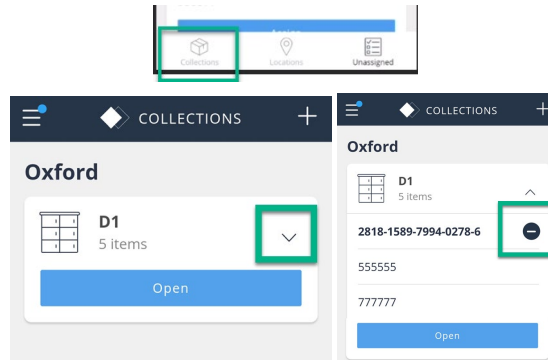 Collections
Locations
Unassigned
COLLECTIONS
Oxford
D1
5 items
Open
COLLECTIONS
Oxford
D1
5 items
2818-1589-7994-0278-6
555555
777777
Open